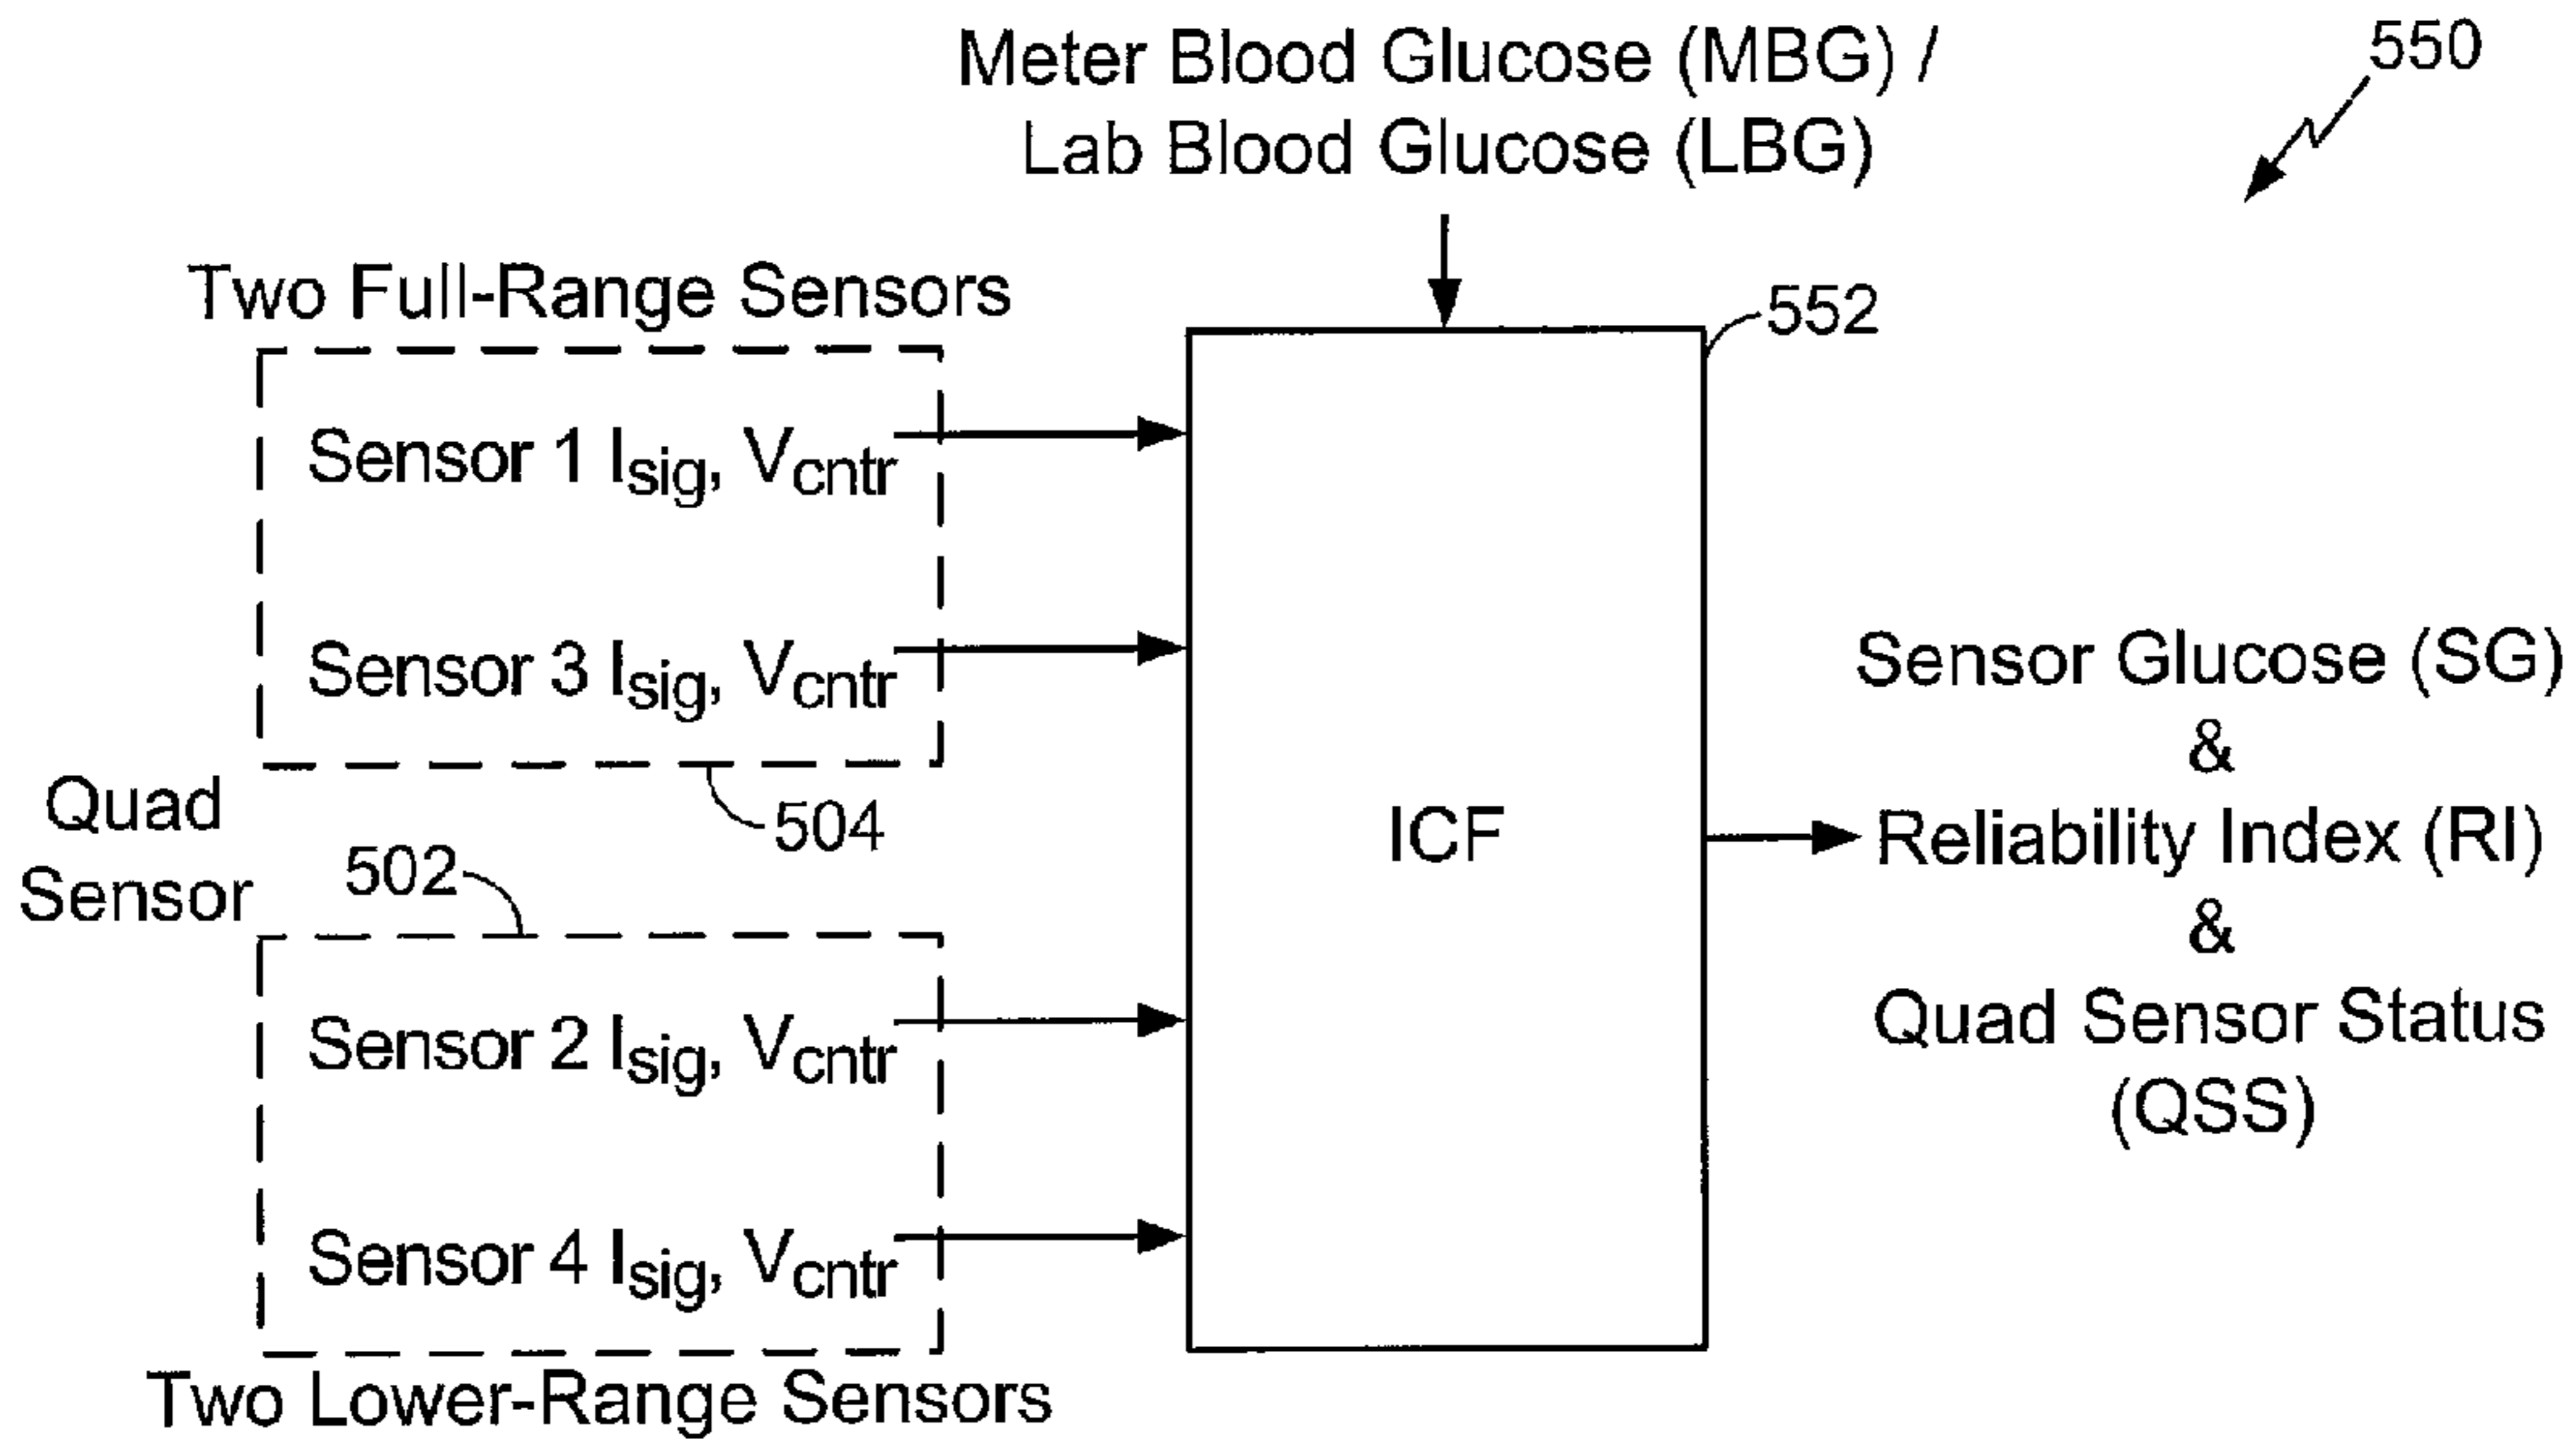 Meter Blood Glucose (MBG) /
Lab Blood Glucose (LBG)
550
Two Full-Range Sensors
552
Sensor 1 Isig, Vcntr
Sensor 3 Isig, Vcntr
504
Quad
Sensor
502
Sensor 2 Isig, Vcntr
Sensor 4 Isig, Vcntr
Two Lower-Range Sensors
ICF
Sensor Glucose (SG)
&
Reliability Index (RI)
&
Quad Sensor Status
(QSS)